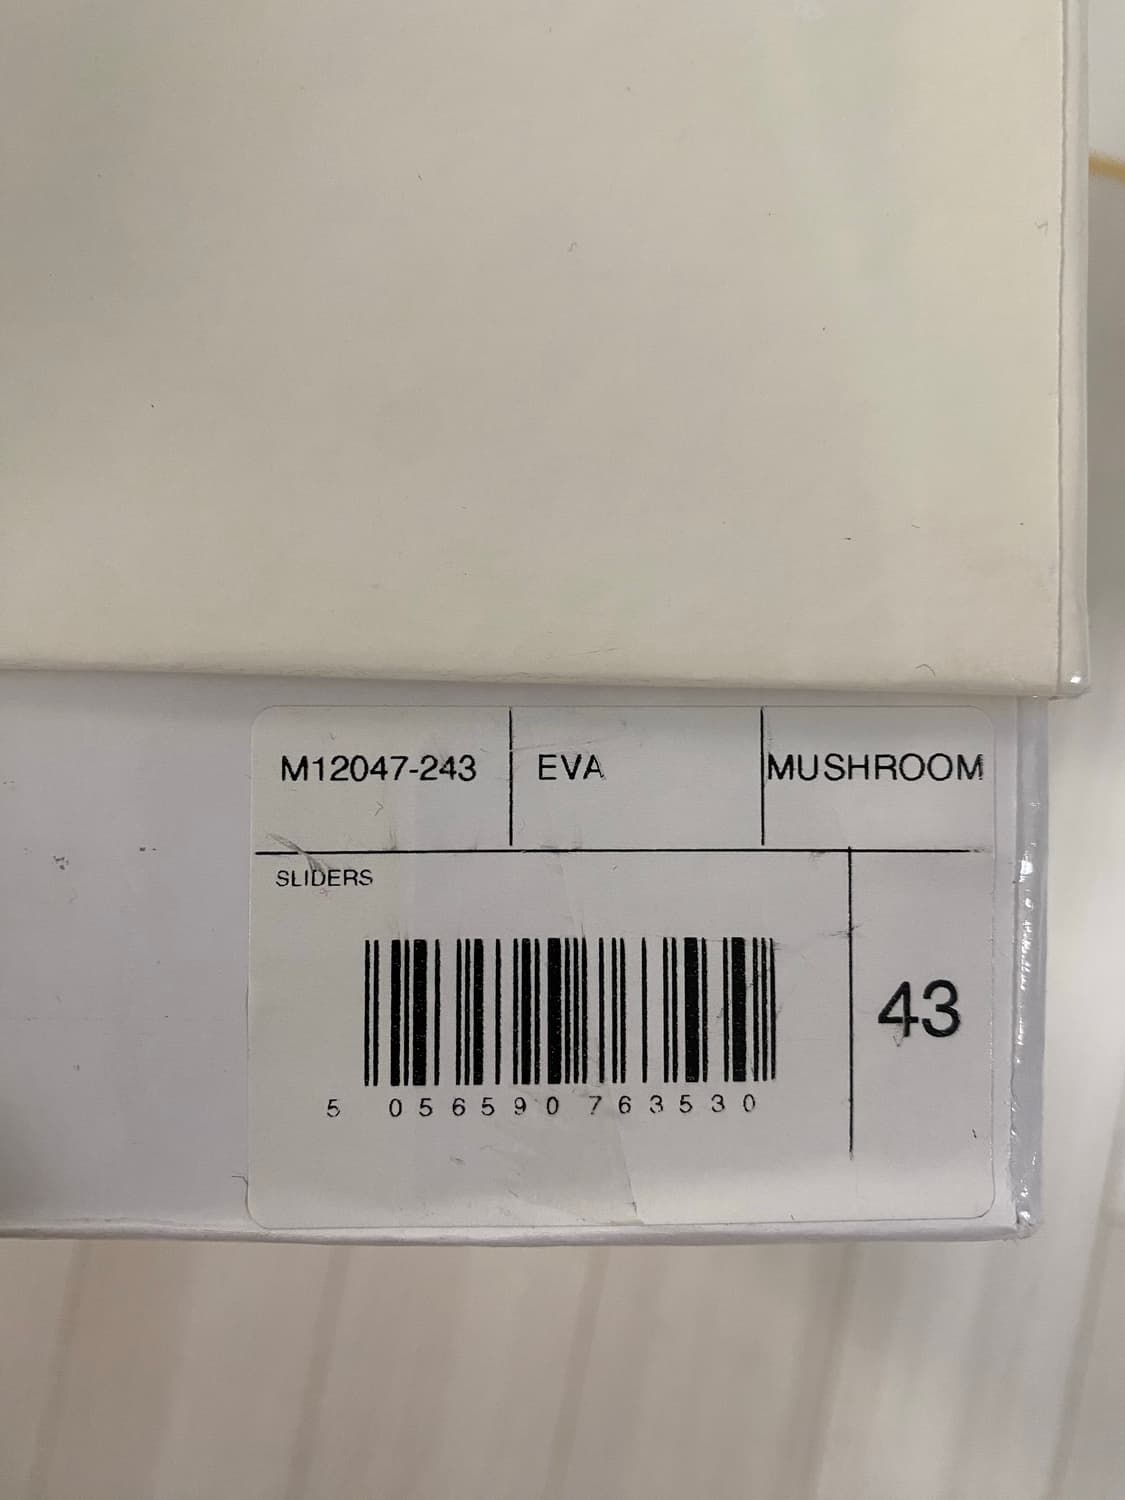 M12047-243 EVA MUSHROOM
SLIDERS
43
5 056590 763530